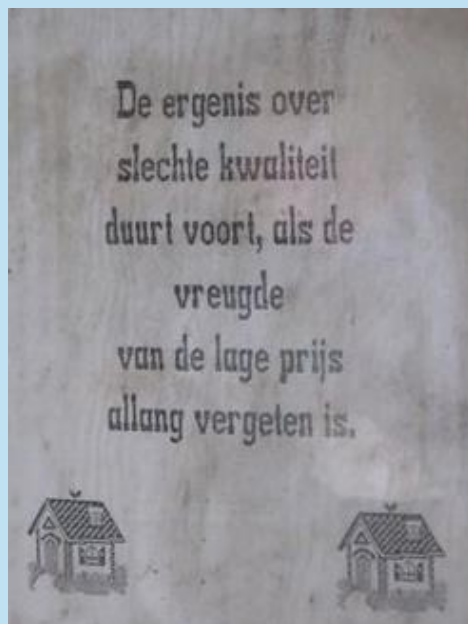 De ergenis over
slechte kwaliteit
duurt voort, als de
vreugde
van de lage prijs
allang vergeten is.